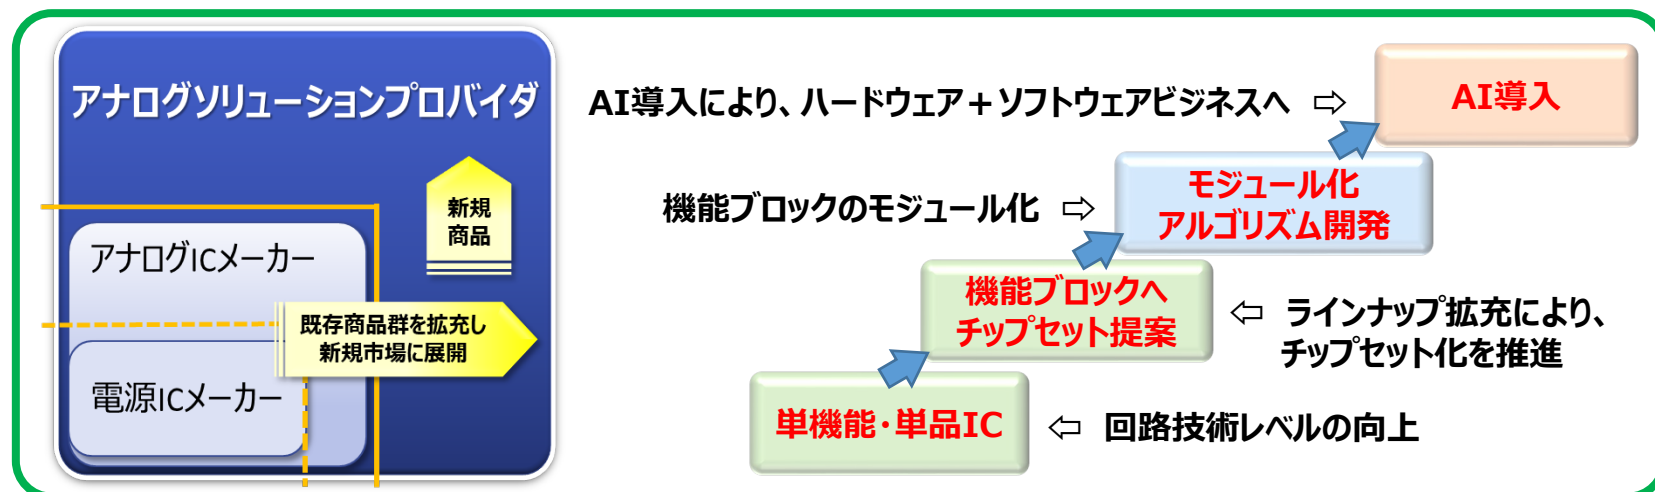 アナログソリューションプロバイダ
新規
商品
アナログICメーカー
既存商品群を拡充し
新規市場に展開
電源ICメーカー
AI導入により、ハードウェア＋ソフトウェアビジネスへ ⇨
AI導入
機能ブロックのモジュール化 ⇨
モジュール化
アルゴリズム開発
機能ブロックへ
チップセット提案
⇦ ラインナップ拡充により、
チップセット化を推進
単機能・単品IC
⇦ 回路技術レベルの向上